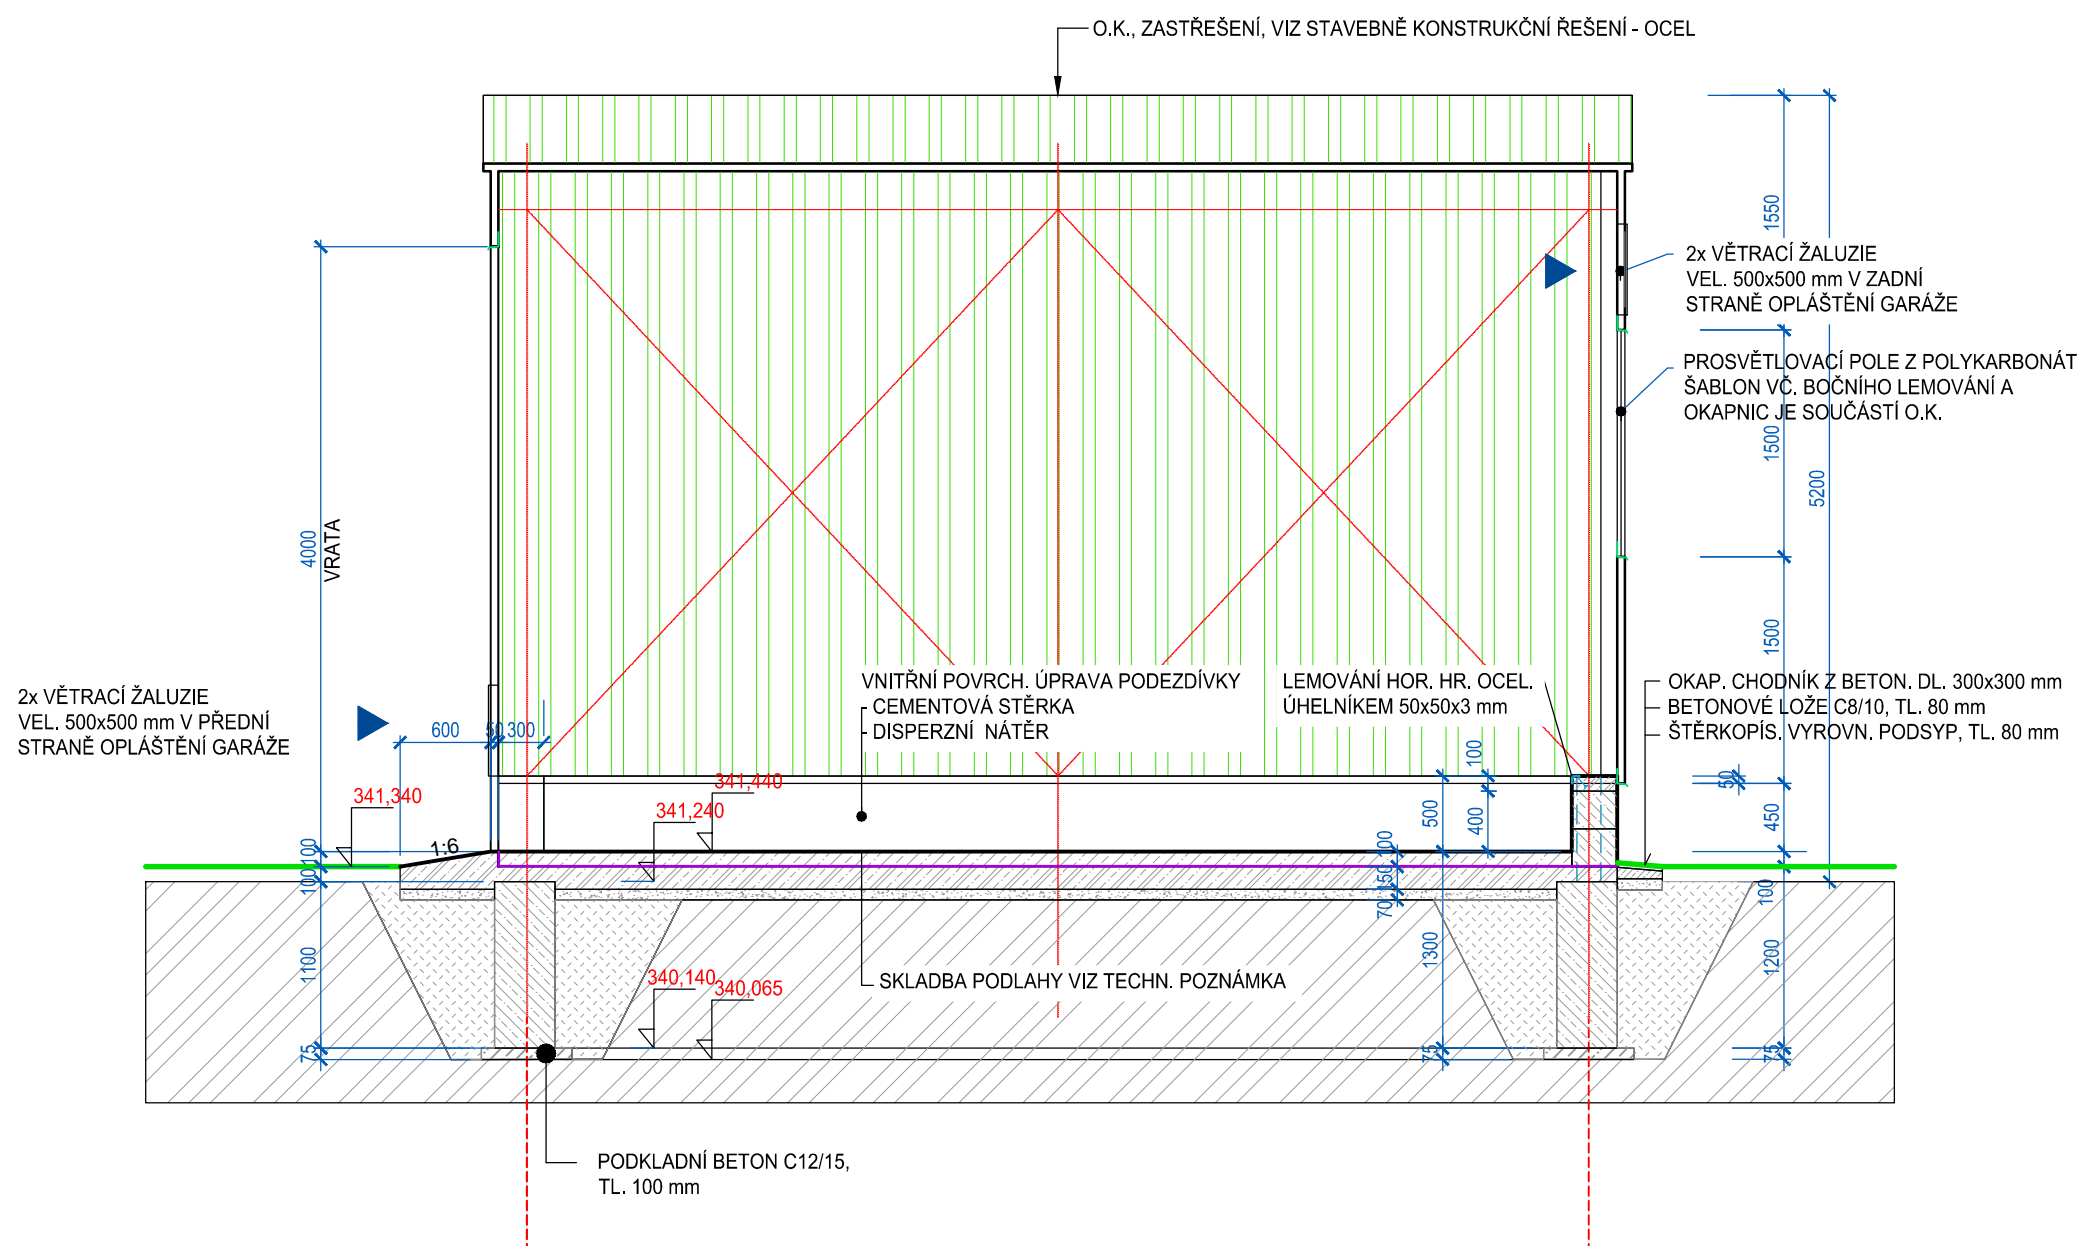 O.K., ZASTŘEŠENÍ, VIZ STAVEBNĚ KONSTRUKČNÍ ŘEŠENÍ - OCEL
1550
2x VĚTRACÍ ŽALUZIE
VEL. 500x500 mm V ZADNÍ
STRANĚ OPLÁŠTĚNÍ GARÁŽE
PROSVĚTLOVACÍ POLE Z POLYKARBONÁT
ŠABLON VČ. BOČNÍHO LEMOVÁNÍ A
OKAPNIC JE SOUČÁSTÍ O.K.
1500
5200
4000
VRATA
1500
2x VĚTRACÍ ŽALUZIE
VEL. 500x500 mm V PŘEDNÍ
STRANĚ OPLÁŠTĚNÍ GARÁŽE
600
50
300
VNITŘNÍ POVRCH. ÚPRAVA PODEZDÍVKY
- CEMENTOVÁ STĚRKA
- DISPERZNÍ NÁTĚR
LEMOVÁNÍ HOR. HR. OCEL.
ÚHELNÍKEM 50x50x3 mm
OKAP. CHODNÍK Z BETON. DL. 300x300 mm
BETONOVÉ LOŽE C8/10, TL. 80 mm
ŠTĚRKOPÍS. VYROVN. PODSYP, TL. 80 mm
100
50
341,340
341,440
341,240
500
400
450
1:6
100
100
100
150
70
100
1100
1300
1200
340,140
340,065
SKLADBA PODLAHY VIZ TECHN. POZNÁMKA
75
75
75
PODKLADNÍ BETON C12/15,
TL. 100 mm